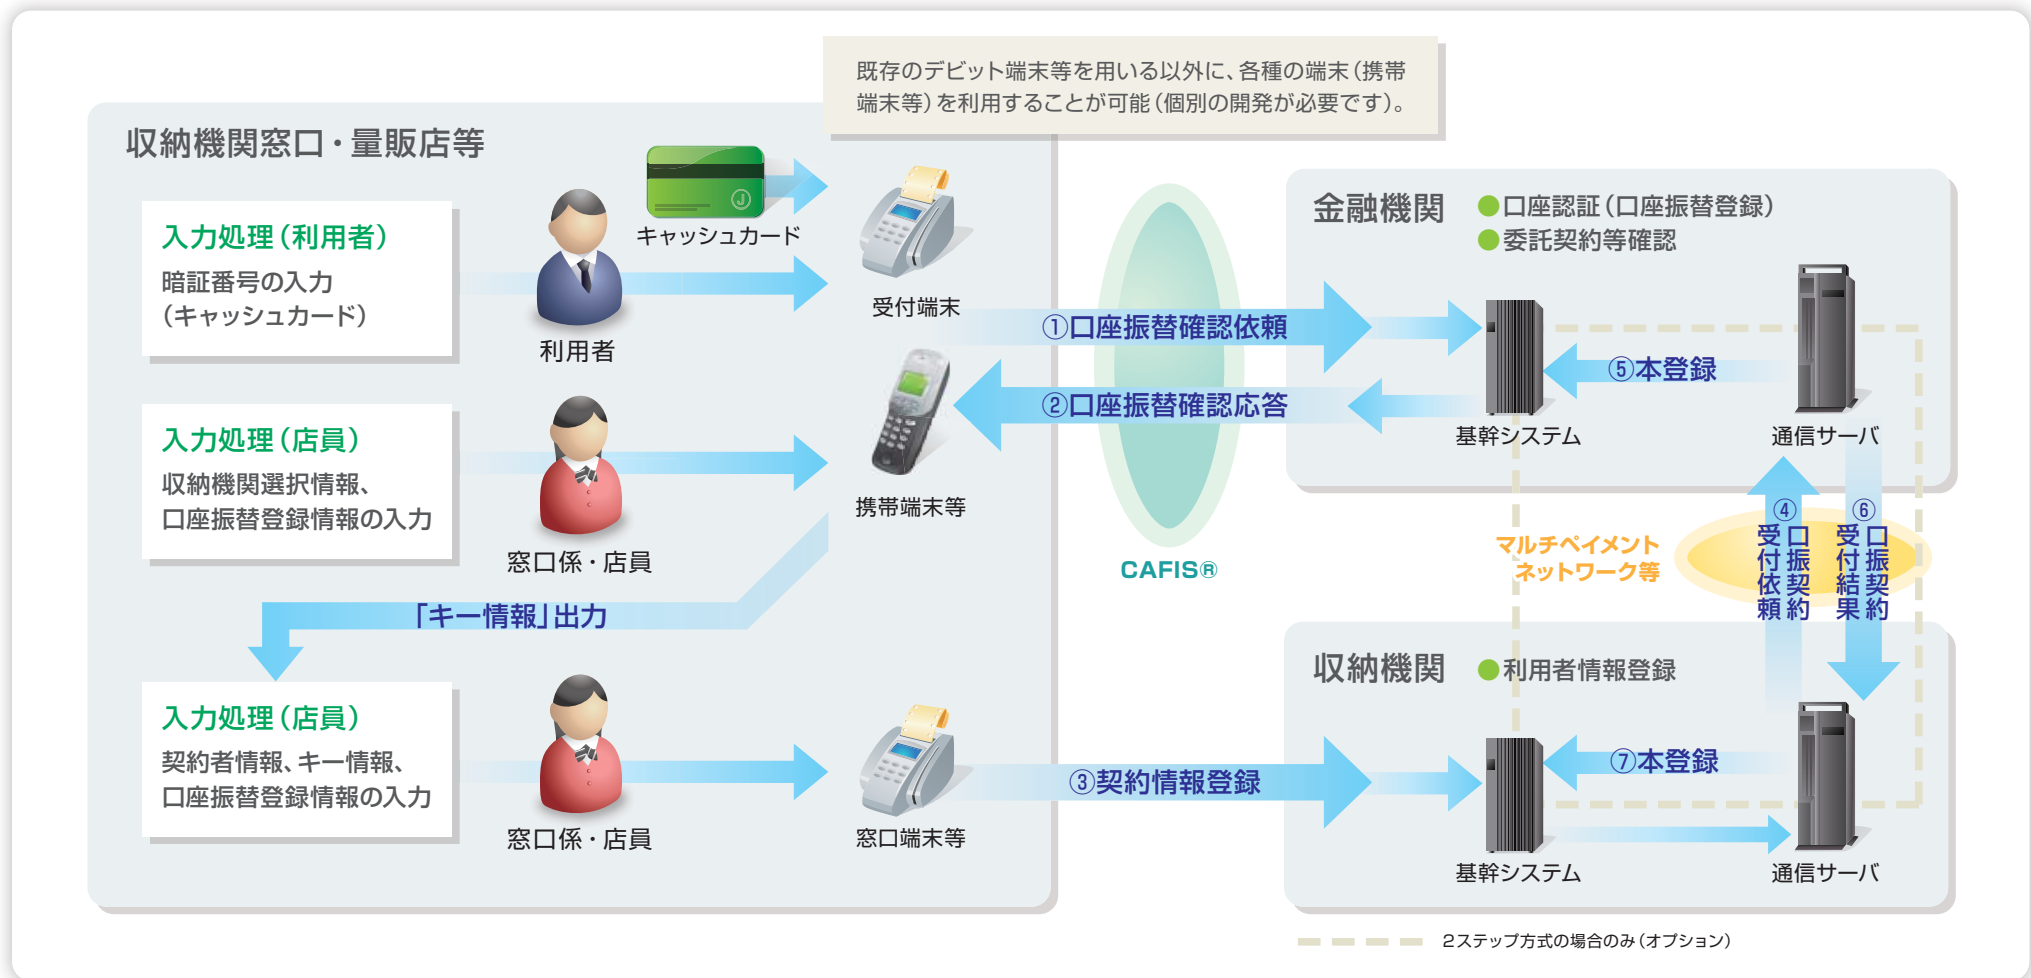 既存のデビット端末等を用いる以外に、各種の端末(携帯
端末等)を利用することが可能(個別の開発が必要です)。
収納機関窓口・量販店等
入力処理(利用者)
暗証番号の入力
(キャッシュカード)
利用者
キャッシュカード
J
受付端末
入力処理(店員)
収納機関選択情報、
口座振替登録情報の入力
窓口係・店員
携帯端末等
「キー情報」出力
入力処理(店員)
契約者情報、キー情報、
口座振替登録情報の入力
窓口係・店員
窓口端末等
①口座振替確認依頼
②口座振替確認応答
CAFIS®
③契約情報登録
金融機関
●口座認証(口座振替登録)
●委託契約等確認
⑤本登録
基幹システム
通信サーバ
マルチペイメント
ネットワーク等
④
口振契約
受付依頼
⑥
口振契約
受付結果
収納機関
●利用者情報登録
⑦本登録
基幹システム
通信サーバ
2ステップ方式の場合のみ(オプション)